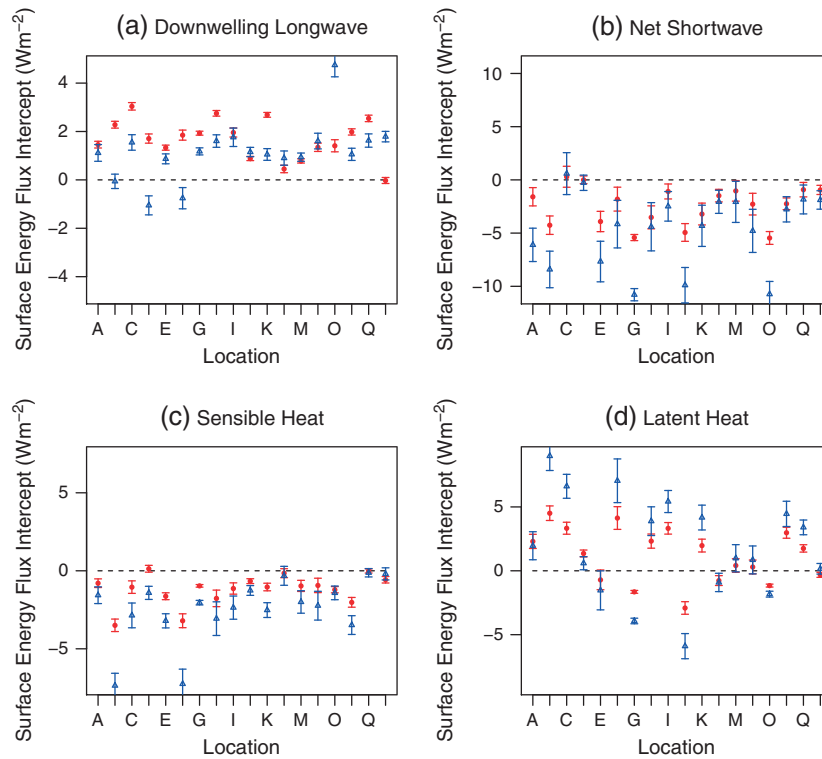 (a) Downwelling Longwave
Surface Energy Flux Intercept (Wm−2)
4
2
0
−2
−4
A C E G I K M O Q
Location
(b) Net Shortwave
Surface Energy Flux Intercept (Wm−2)
10
5
0
−5
−10
A C E G I K M O Q
Location
(c) Sensible Heat
Surface Energy Flux Intercept (Wm−2)
5
0
−5
A C E G I K M O Q
Location
(d) Latent Heat
Surface Energy Flux Intercept (Wm−2)
5
0
−5
A C E G I K M O Q
Location